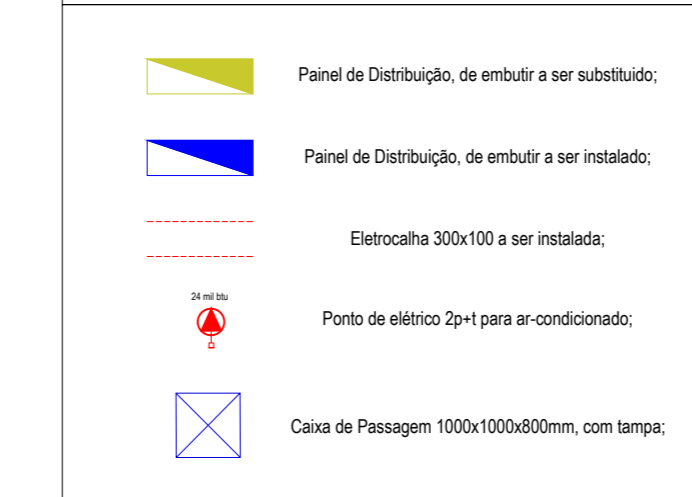 Painel de Distribuição, de embutir a ser substituido;
Painel de Distribuição, de embutir a ser instalado;
Eletrocalha 300x100 a ser instalada;
24 mil btu
Ponto de elétrico 2p+t para ar-condicionado;
Caixa de Passagem 1000x1000x800mm, com tampa;